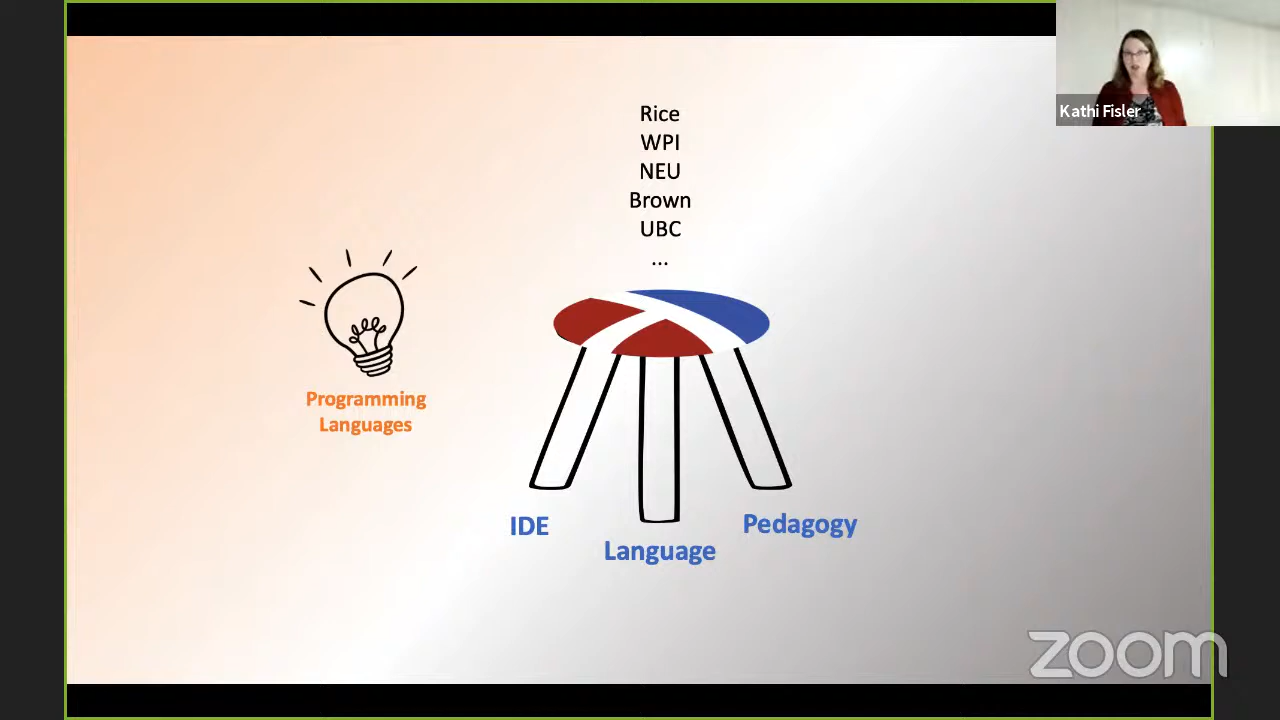 Kathi Fisler
Rice
WPI
NEU
Brown
UBC
...
Programming
Languages
IDE
Language
Pedagogy
zoom